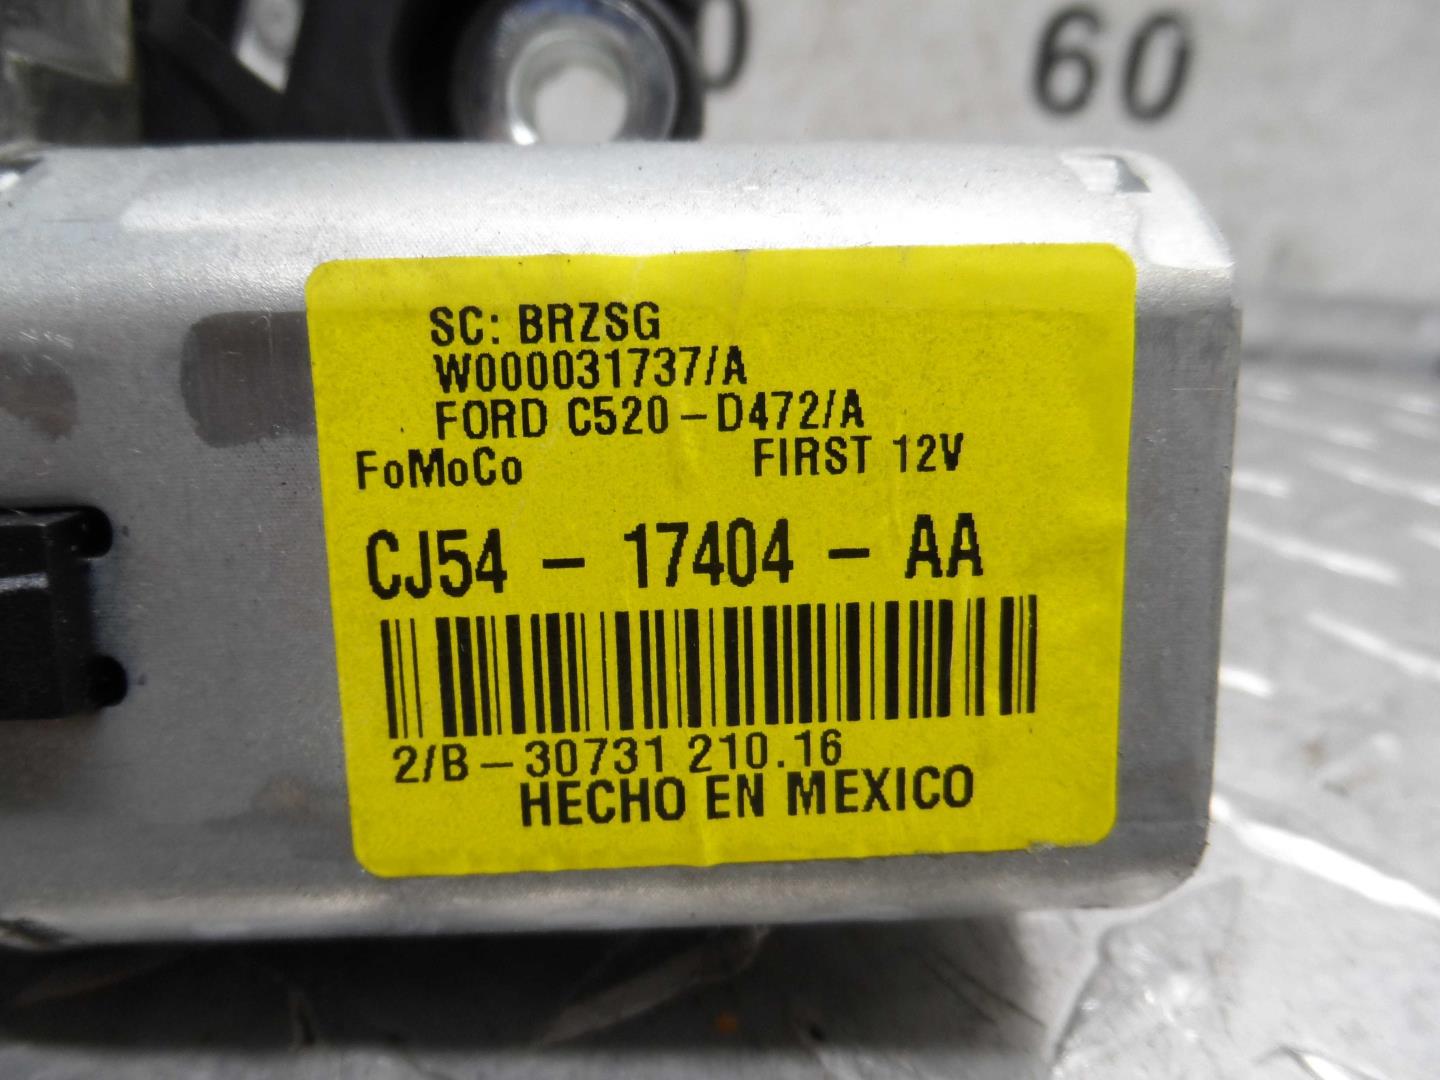 60
SC: BRZSG
W000031737/A
FORD C520-D472/A
FoMoCo FIRST 12V
CJ54 - 17404 - AA
2/B-30731 210.16
HECHO EN MEXICO